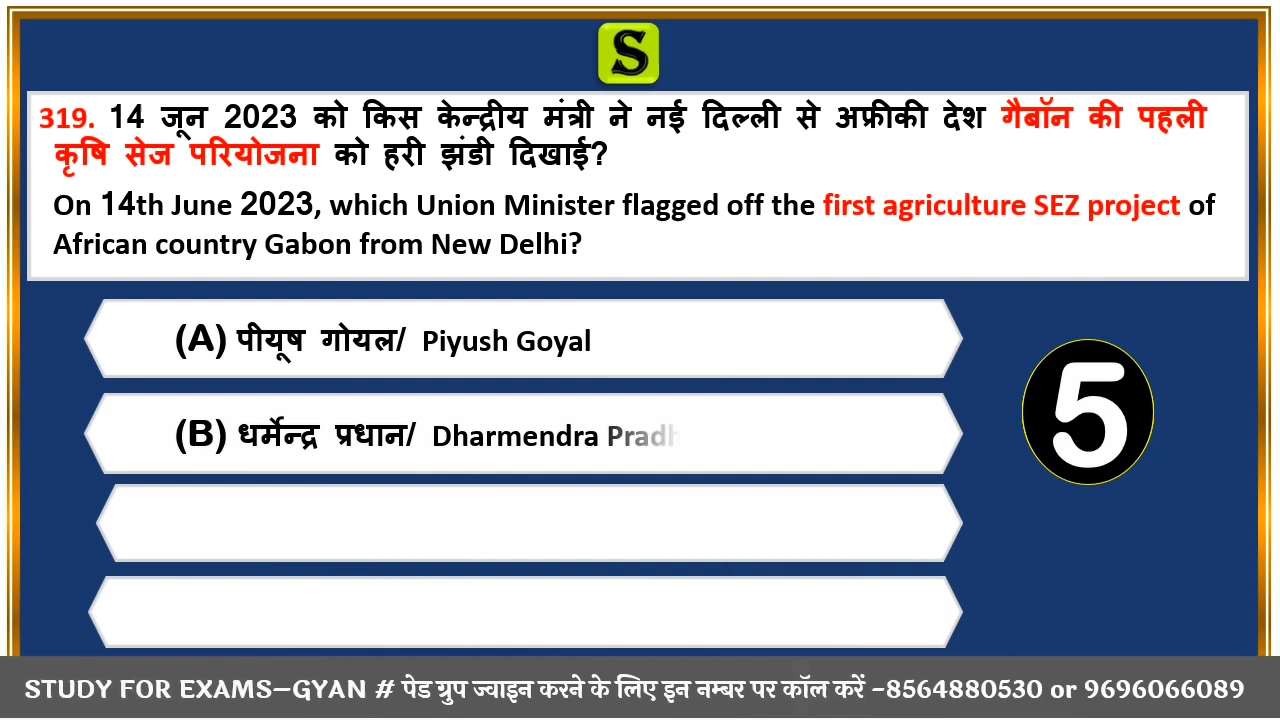 S
319. 14 जून 2023 को किस केन्द्रीय मंत्री ने नई दिल्ली से अफ्रीकी देश गैबॉन की पहली
कृषि सेज परियोजना को हरी झंडी दिखाई?
On 14th June 2023, which Union Minister flagged off the first agriculture SEZ project of
African country Gabon from New Delhi?
(A) पीयूष गोयल/ Piyush Goyal
(B) धर्मेन्द्र प्रधान/ Dharmendra Pradh
5
STUDY FOR EXAMS–GYAN # पेड ग्रुप ज्वाइन करने के लिए इन नम्बर पर कॉल करें -8564880530 or 9696066089